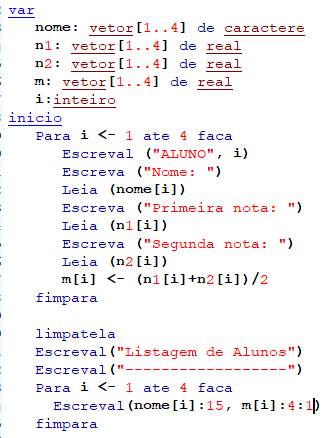 var
nome: vetor[1..4] de caractere
n1: vetor[1..4] de real
n2: vetor[1..4] de real
m: vetor[1..4] de real
i:inteiro
inicio
Para i <- 1 ate 4 faca
Escreval ("ALUNO", i)
Escreva ("Nome: ")
Leia (nome[i])
Escreva ("Primeira nota: ")
Leia (n1[i])
Escreva ("Segunda nota: ")
Leia (n2[i])
m[i] <- (n1[i]+n2[i])/2
fimpara
limpatela
Escreval("Listagem de Alunos")
Escreval("------------------")
Para i <- 1 ate 4 faca
Escreval(nome[i]:15, m[i]:4:1)
fimpara